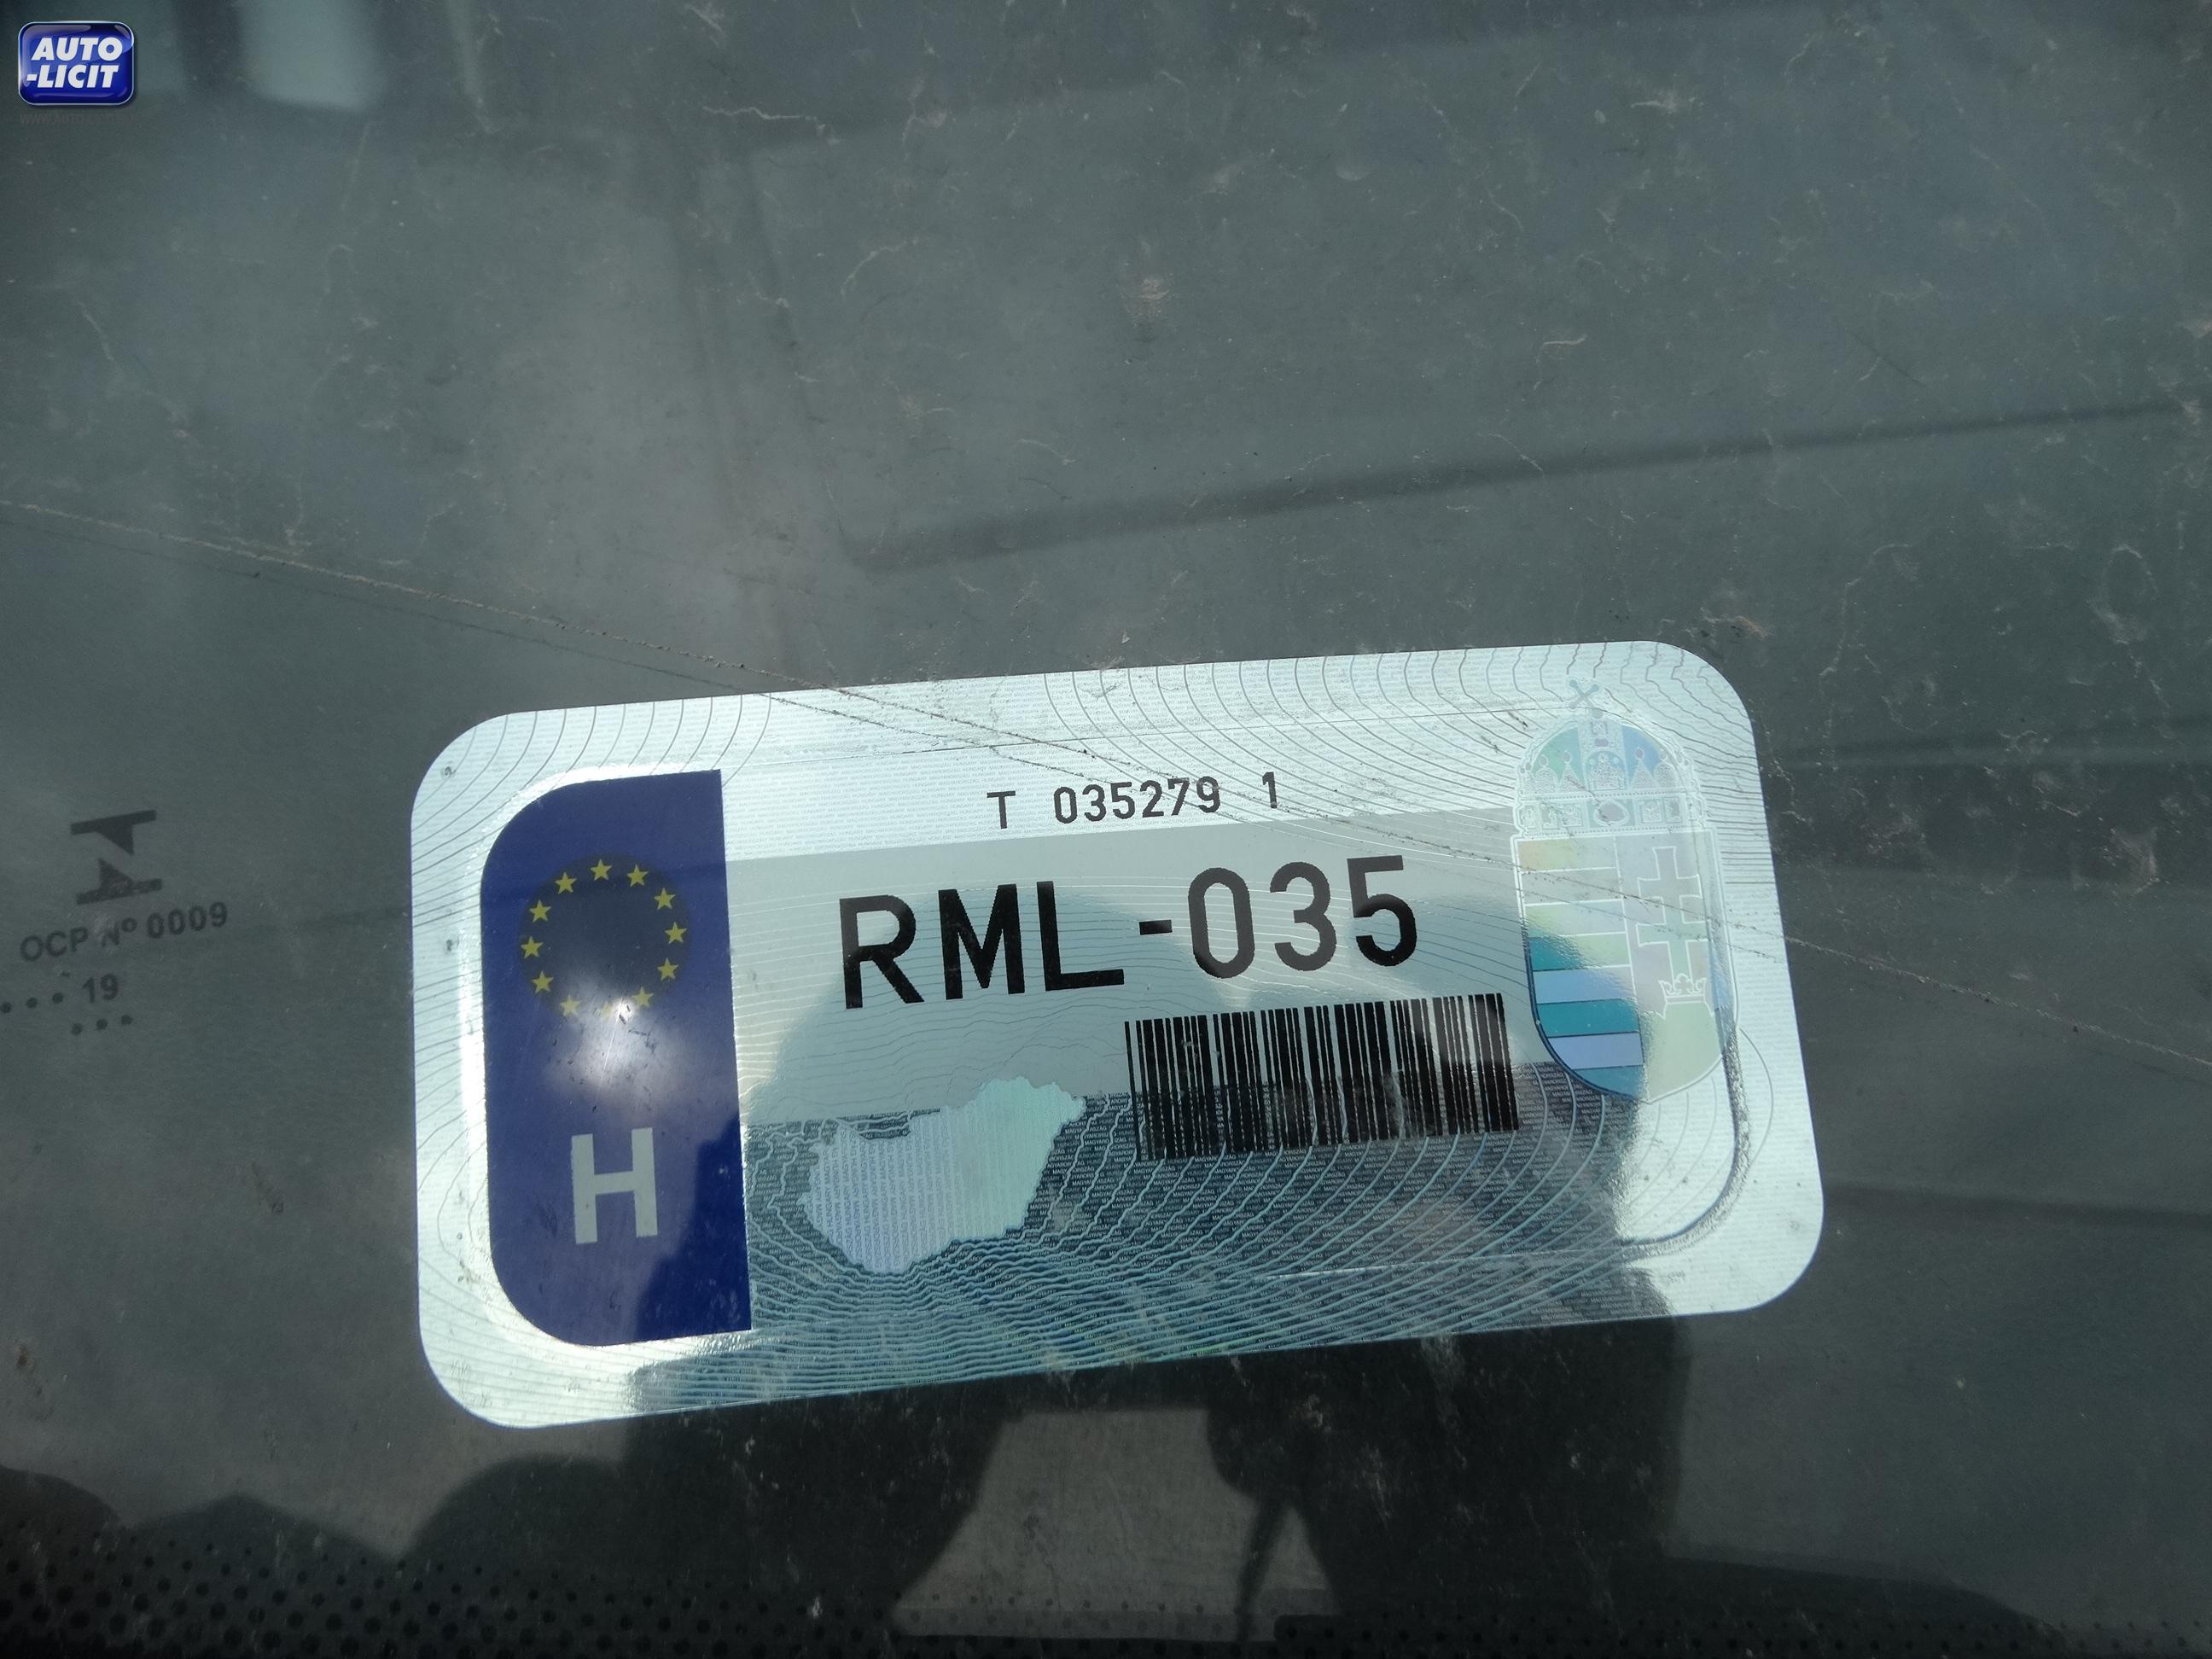 AUTO
-LICIT
T 035279 1
RML-035
H
OCP Nº 0009
19